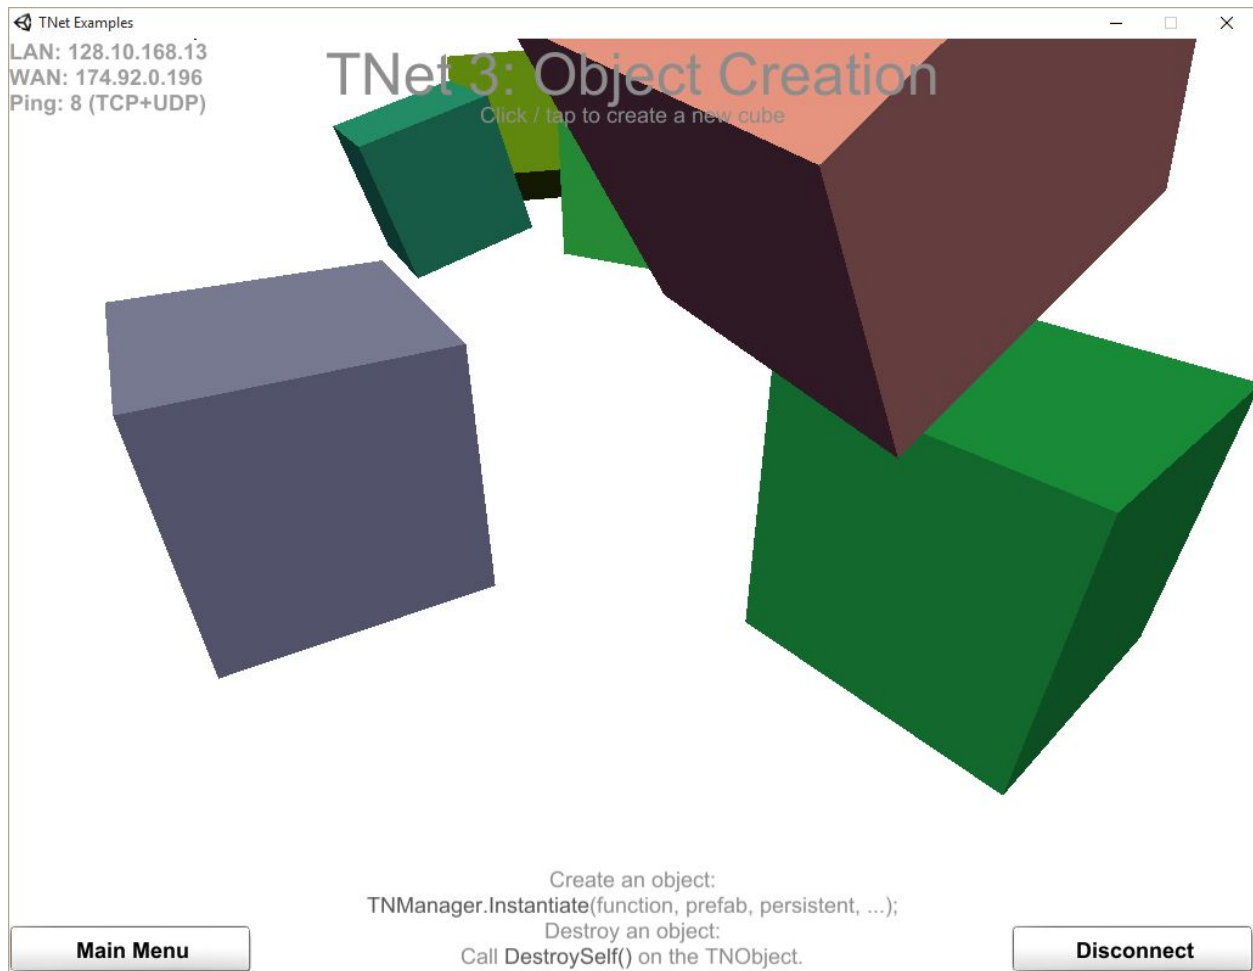 TNet Examples
LAN: 128.10.168.13
WAN: 174.92.0.196
Ping: 8 (TCP+UDP)
TNet 3: Object Creation
Click / tap to create a new cube
Create an object:
TNManager.Instantiate(function, prefab, persistent, ...);
Destroy an object:
Call DestroySelf() on the TNObject.
Main Menu
Disconnect